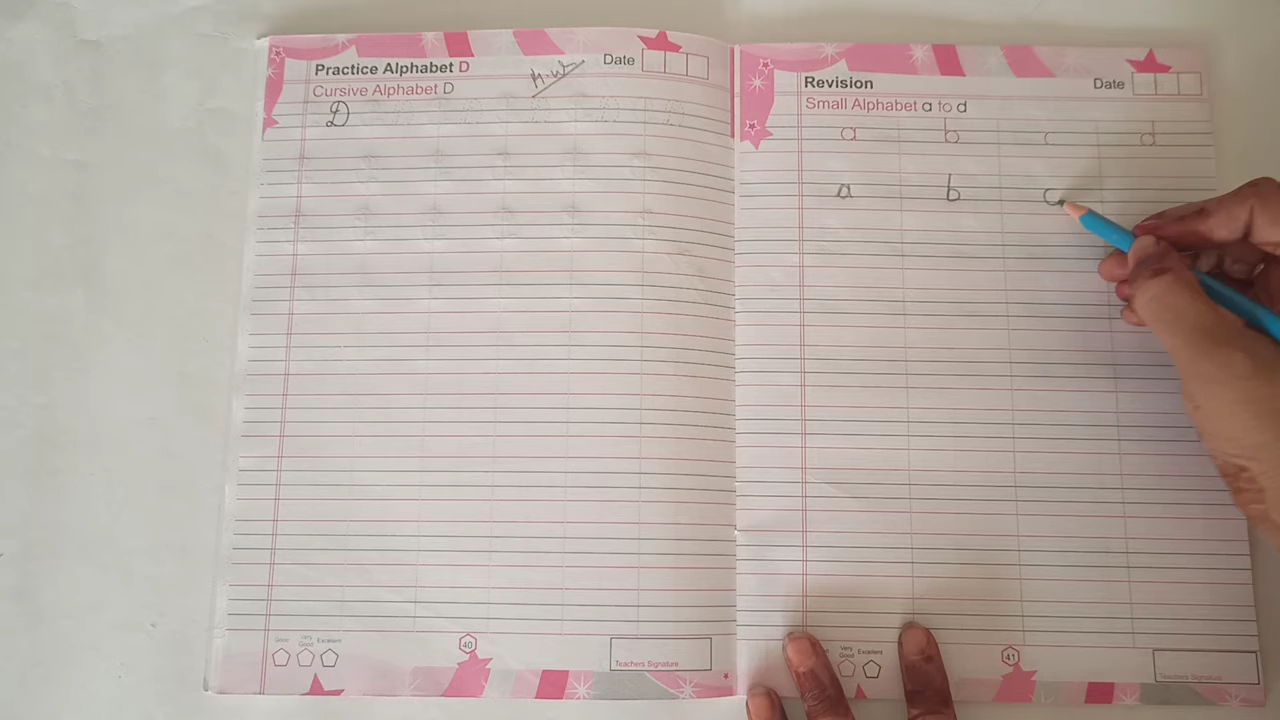 Practice Alphabet D
Date
Cursive Alphabet D
H.W
D
Good
Very Good
Excellent
40
Teachers Signature
Revision
Date
Small Alphabet a to d
a b c d
a b c
Very Good
Excellent
41
Teachers Signature